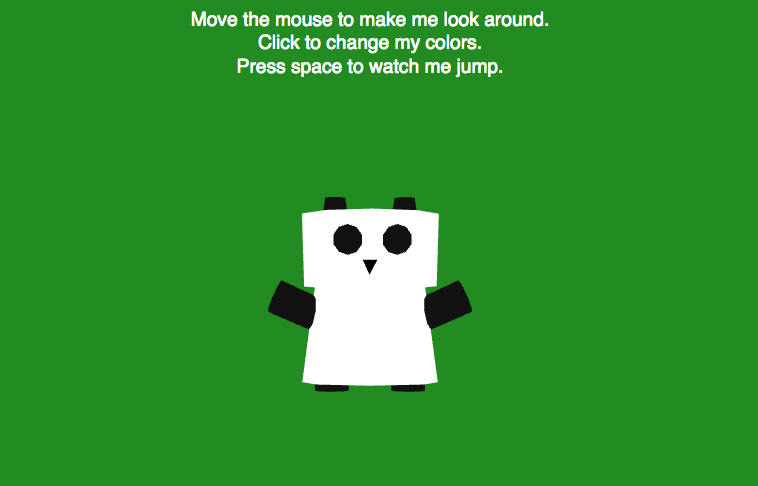 Move the mouse to make me look around.
Click to change my colors.
Press space to watch me jump.